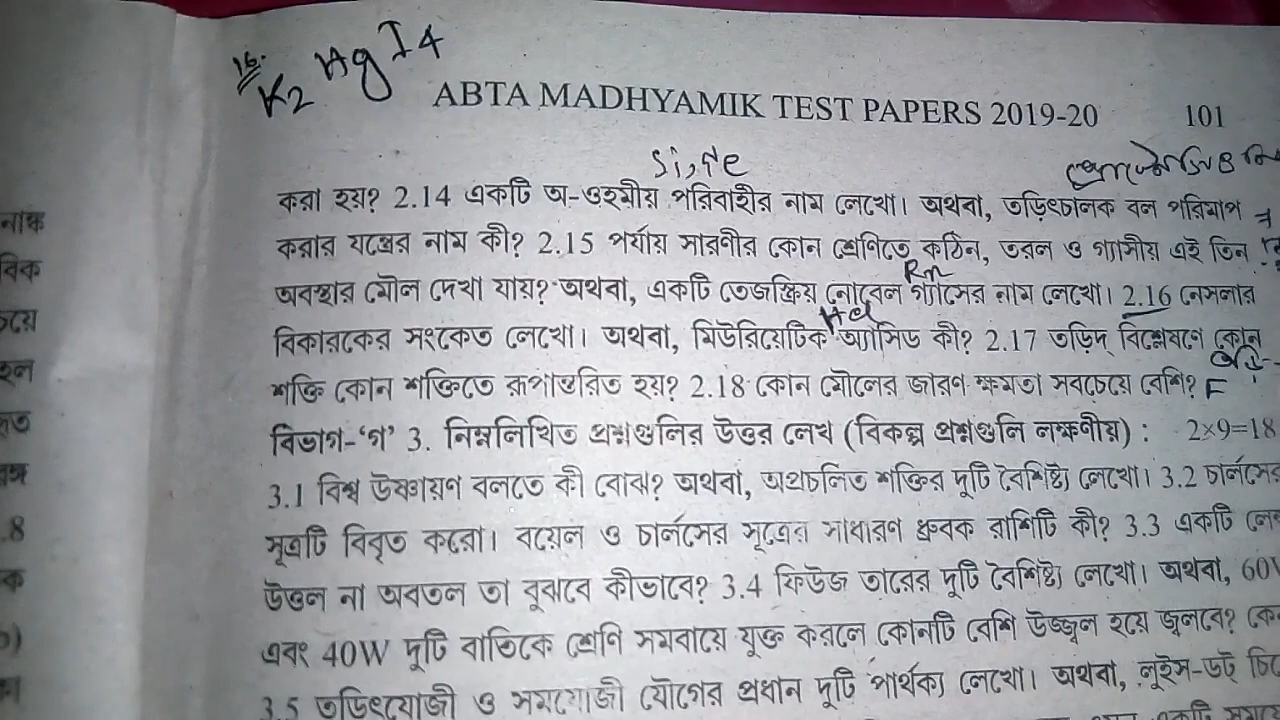 16.
K2 HgI4
ABTA MADHYAMIK TEST PAPERS 2019-20 101
Si,
করা হয়? 2.14 একটি অ-ওহমীয় পরিবাহীর নাম লেখো। অথবা, তড়িৎচালক বল পরিমাপ
করার যন্ত্রের নাম কী? 2.15 পর্যায় সারণীর কোন শ্রেণিতে কঠিন, তরল ও গ্যাসীয় এই তিন
Rn
অবস্থার মৌল দেখা যায়? অথবা, একটি তেজস্ক্রিয় নোবেল গ্যাসের নাম লেখো। 2.16 নেসলার
HCl
বিকারকের সংকেত লেখো। অথবা, মিউরিয়েটিক অ্যাসিড কী? 2.17 তড়িদ্ বিশ্লেষণে কোন
শক্তি কোন শক্তিতে রূপান্তরিত হয়? 2.18 কোন মৌলের জারণ ক্ষমতা সবচেয়ে বেশি? F
বিভাগ-‘গ’ 3. নিম্নলিখিত প্রশ্নগুলির উত্তর লেখ (বিকল্প প্রশ্নগুলি লক্ষণীয়) : 2×9=18
3.1 বিশ্ব উষ্ণায়ণ বলতে কী বোঝ? অথবা, অপ্রচলিত শক্তির দুটি বৈশিষ্ট্য লেখো। 3.2 চার্লসের
সূত্রটি বিবৃত করো। বয়েল ও চার্লসের সূত্রের সাধারণ ধ্রুবক রাশিটি কী? 3.3 একটি
উত্তল না অবতল তা বুঝবে কীভাবে? 3.4 ফিউজ তারের দুটি বৈশিষ্ট্য লেখো। অথবা, 60W
এবং 40W দুটি বাতিকে শ্রেণি সমবায়ে যুক্ত করলে কোনটি বেশি উজ্জ্বল হয়ে জ্বলবে?
3.5 তড়িৎযোজী ও সমযোজী যৌগের প্রধান দুটি পার্থক্য লেখো। অথবা, লুইস-ডট্